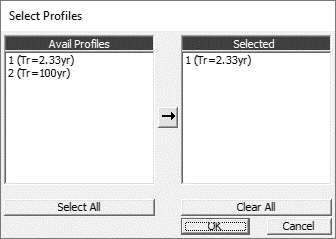 Select Profiles
Avail Profiles
1 (Tr=2.33yr)
2 (Tr=100yr)
Selected
1 (Tr=2.33yr)
Select All
Clear All
OK
Cancel